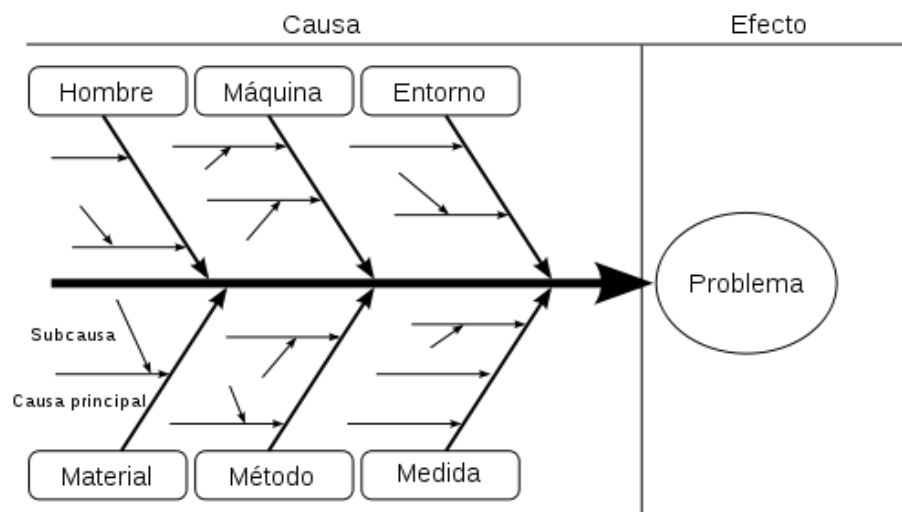 Causa
Efecto
Hombre
Máquina
Entorno
Problema
Subcausa
Causa principal
Material
Método
Medida